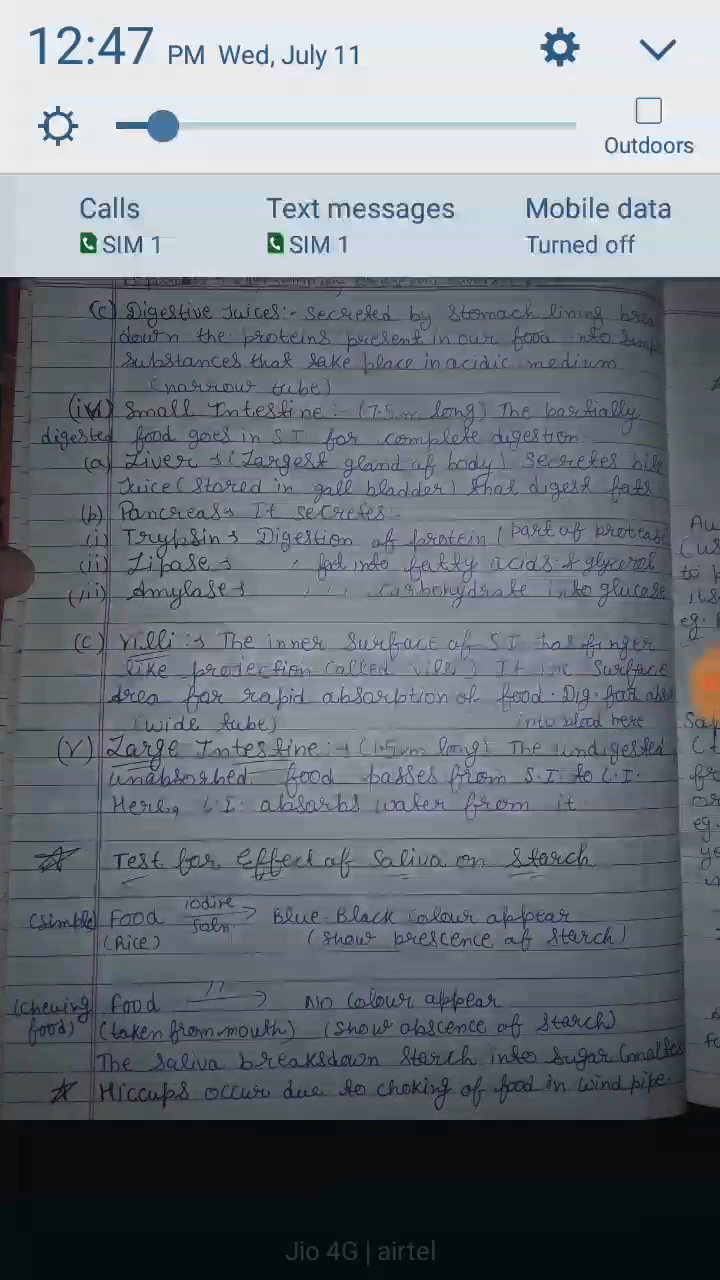 12:47 PM Wed, July 11
Outdoors
Calls
SIM 1
Text messages
SIM 1
Mobile data
Turned off
(c) Digestive Juices:- secreted by stomach lining
down the proteins present in our food into
substances that take place in acidic medium
(narrow tube)
(iv) Small Intestine :- (7.5m long) The partially
digested food goes in S I for complete digestion.
(a) Liver (Largest gland of body) secretes bile
Juice (stored in gall bladder) that digest fats.
(b) Pancreas It secretes.
(i) Trypsin Digestion of protein (part of protease
(ii) Lipase " fat into fatty acids & glycerol
(iii) Amylase " " carbohydrate into glucose
(c) Villi : The inner surface of S I has finger
like projection called It surface
Area for rapid absorption of food. Dig. food
(wide tube) into blood here
(V) Large Intestine :- (1.5m long) The undigested
unabsorbed food passes from S.I. to L.I.
Here, L.I. absorbs water from it
Test for Effect of Saliva on Starch
(simple) Food iodine Soln Blue-Black colour appear
(Rice) (show prescence of starch)
(chewing Food " No colour appear
food) (taken from mouth) (show abscence of starch)
The saliva breaksdown starch into sugar
Hiccups occur due to choking of food in wind pipe.
Jio 4G | airtel